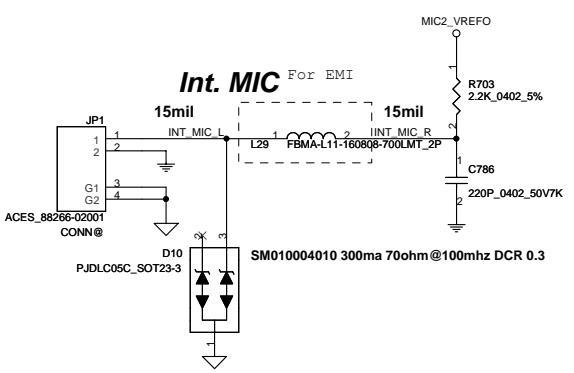 MIC2_VREFO
Int. MIC
For EMI
1
R703
2.2K_0402_5%
2
15mil
15mil
JP1
1 1 INT_MIC_L
2 2
L29 1 2 INT_MIC_R
FBMA-L11-160808-700LMT_2P
1
C786
220P_0402_50V7K
2
G1 3
G2 4
ACES_88266-02001
CONN@
2 3
D10
PJDLC05C_SOT23-3
SM010004010 300ma 70ohm@100mhz DCR 0.3
1